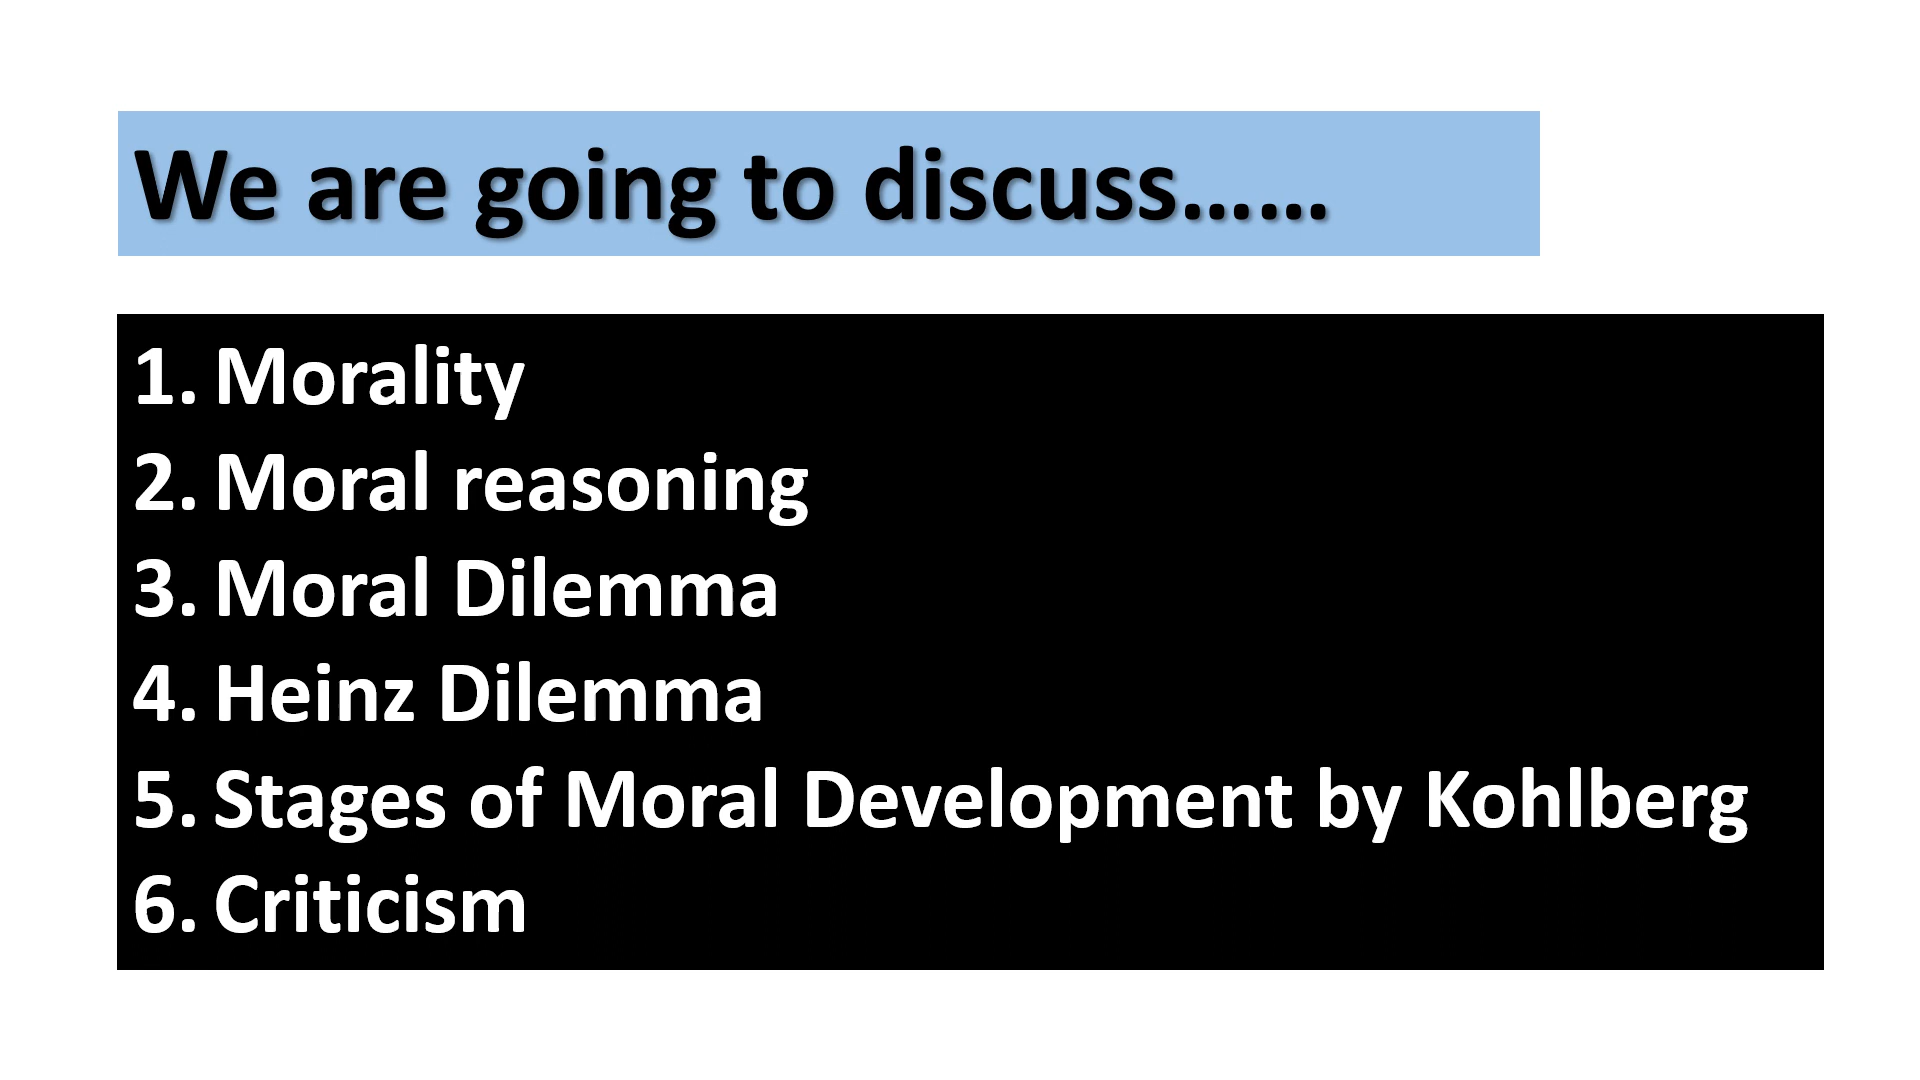 We are going to discuss......
1. Morality
2. Moral reasoning
3. Moral Dilemma
4. Heinz Dilemma
5. Stages of Moral Development by Kohlberg
6. Criticism